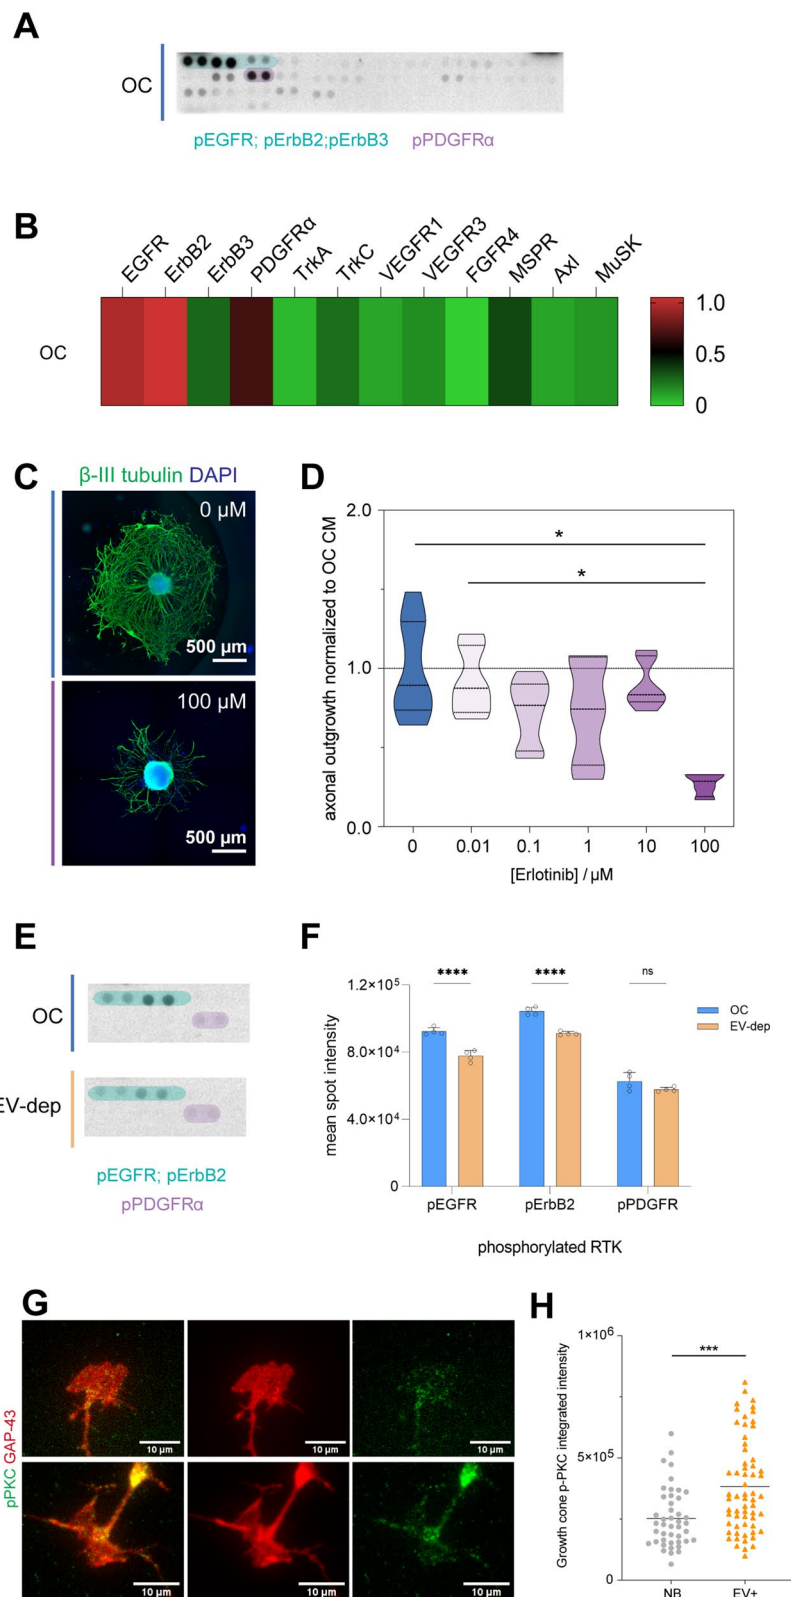 A
OC
pEGFR; pErbB2;pErbB3 pPDGFRα
B
EGFR ErbB2 ErbB3 PDGFRα TrkA TrkC VEGFR1 VEGFR3 FGFR4 MSPR Axl MuSK
OC
1.0
0.5
0
C
β-III tubulin DAPI
0 μM
500 μm
100 μM
500 μm
D
axonal outgrowth normalized to OC CM
2.0
1.0
0.0
*
*
0 0.01 0.1 1 10 100
[Erlotinib] / μM
E
OC
EV-dep
pEGFR; pErbB2
pPDGFRα
F
mean spot intensity
1.2×10⁵
8.0×10⁴
4.0×10⁴
0
**** **** ns
OC
EV-dep
pEGFR pErbB2 pPDGFR
phosphorylated RTK
G
pPKC GAP-43
10 μm 10 μm 10 μm
10 μm 10 μm 10 μm
H
Growth cone p-PKC integrated intensity
1×10⁶
5×10⁵
0
***
NB EV+